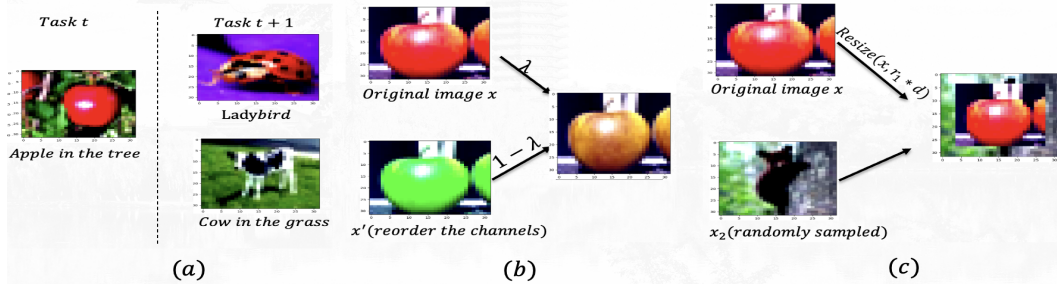 Task t
Task t + 1
Apple in the tree
Ladybird
Cow in the grass
(a)
Original image x
λ
x'(reorder the channels)
1 − λ
(b)
Original image x
Resize(x, r₁ * d)
x₂(randomly sampled)
(c)